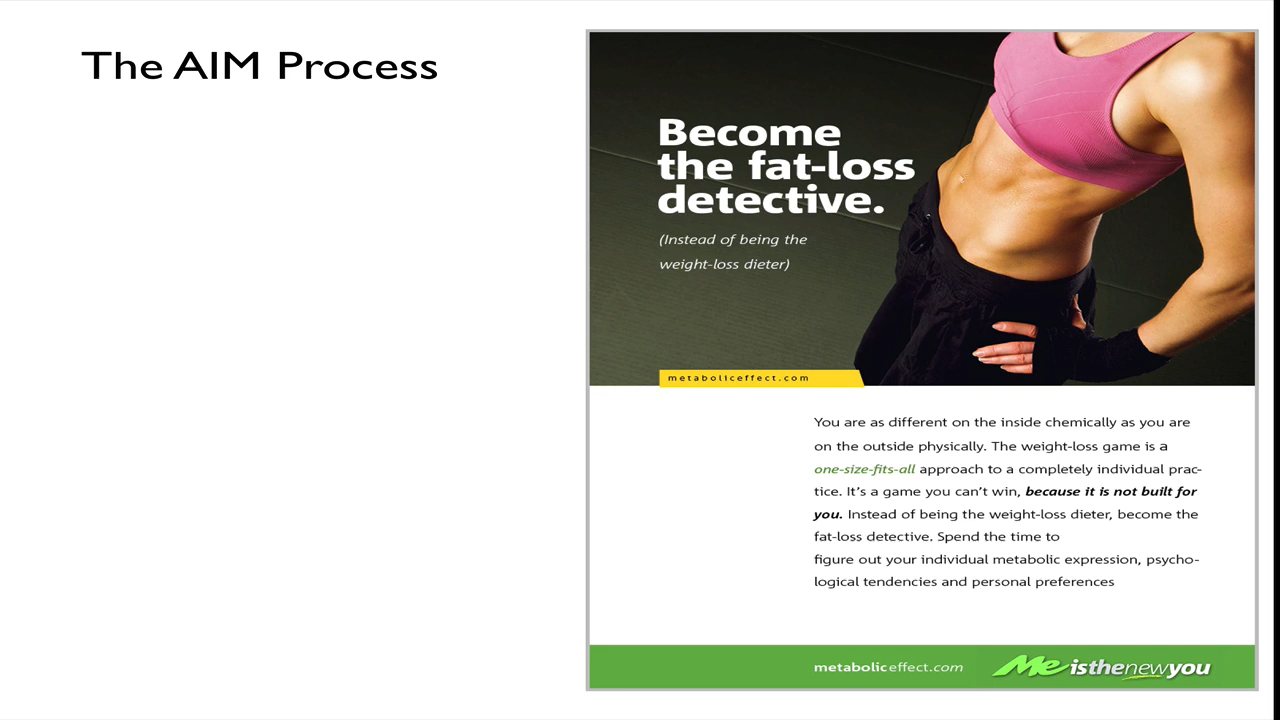 The AIM Process
Become
the fat-loss
detective.
(Instead of being the
weight-loss dieter)
metaboliceffect.com
You are as different on the inside chemically as you are
on the outside physically. The weight-loss game is a
one-size-fits-all approach to a completely individual prac-
tice. It's a game you can't win, because it is not built for
you. Instead of being the weight-loss dieter, become the
fat-loss detective. Spend the time to
figure out your individual metabolic expression, psycho-
logical tendencies and personal preferences
metaboliceffect.com
Me isthenewyou